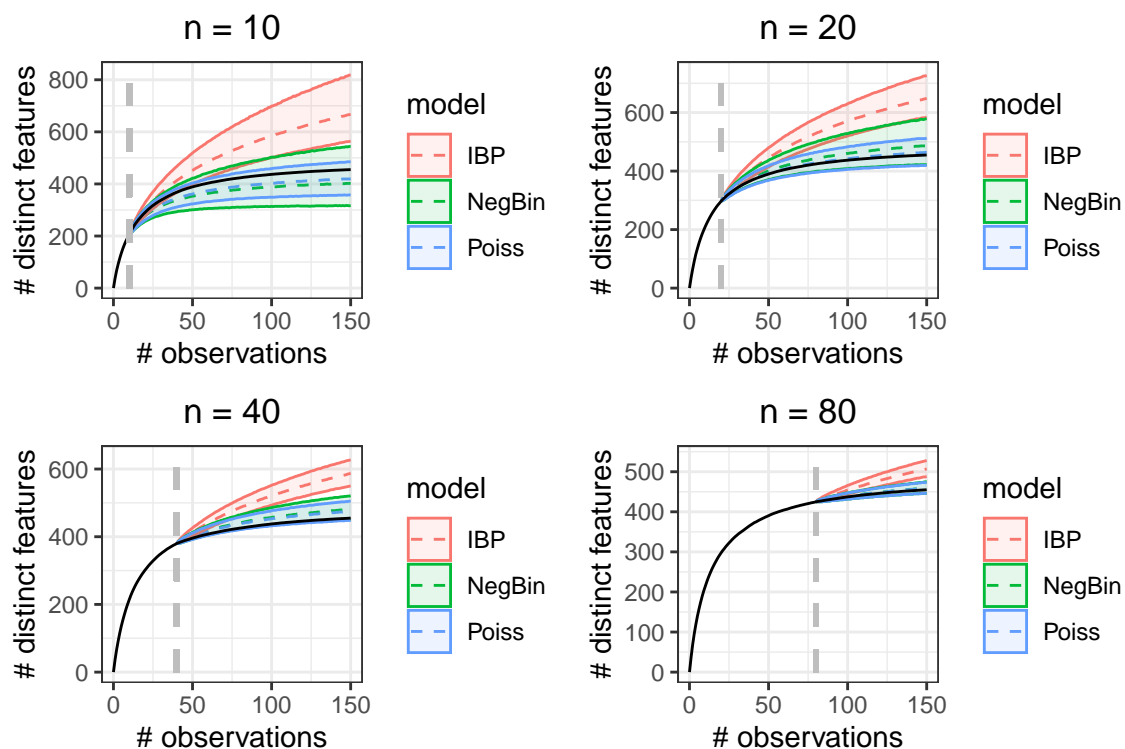 n = 10
# distinct features
800
600
400
200
0
0 50 100 150
# observations
model
IBP
NegBin
Poiss
n = 20
# distinct features
600
400
200
0
0 50 100 150
# observations
model
IBP
NegBin
Poiss
n = 40
# distinct features
600
400
200
0
0 50 100 150
# observations
model
IBP
NegBin
Poiss
n = 80
# distinct features
500
400
300
200
100
0
0 50 100 150
# observations
model
IBP
NegBin
Poiss